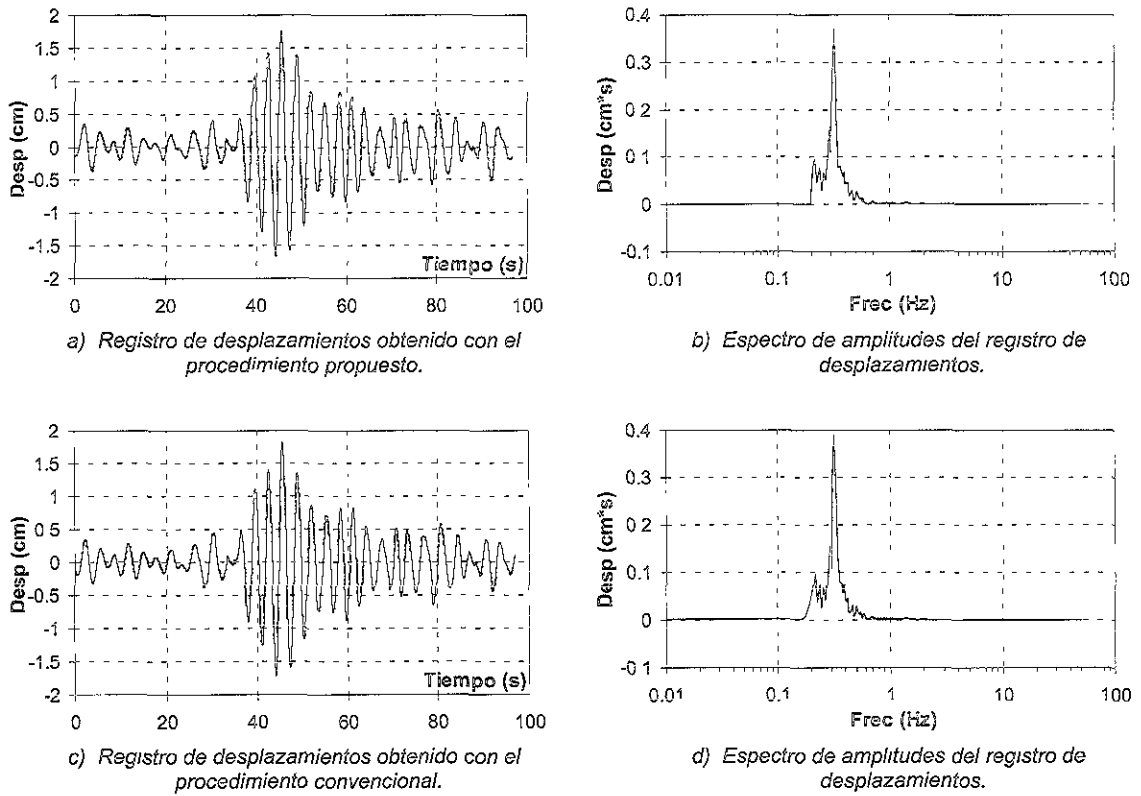 2
1.5
1
0.5
0
-0.5
-1
-1.5
-2
Desp (cm)
Tiempo (s)
0 20 40 60 80 100
a) Registro de desplazamientos obtenido con el
procedimiento propuesto.
0.4
0.3
0.2
0.1
0
-0.1
Desp (cm*s)
0.01 0.1 1 10 100
Frec (Hz)
b) Espectro de amplitudes del registro de
desplazamientos.
2
1.5
1
0.5
0
-0.5
-1
-1.5
-2
Desp (cm)
Tiempo (s)
0 20 40 60 80 100
c) Registro de desplazamientos obtenido con el
procedimiento convencional.
0.4
0.3
0.2
0.1
0
-0 1
Desp (cm*s)
0.01 0.1 1 10 100
Frec (Hz)
d) Espectro de amplitudes del registro de
desplazamientos.